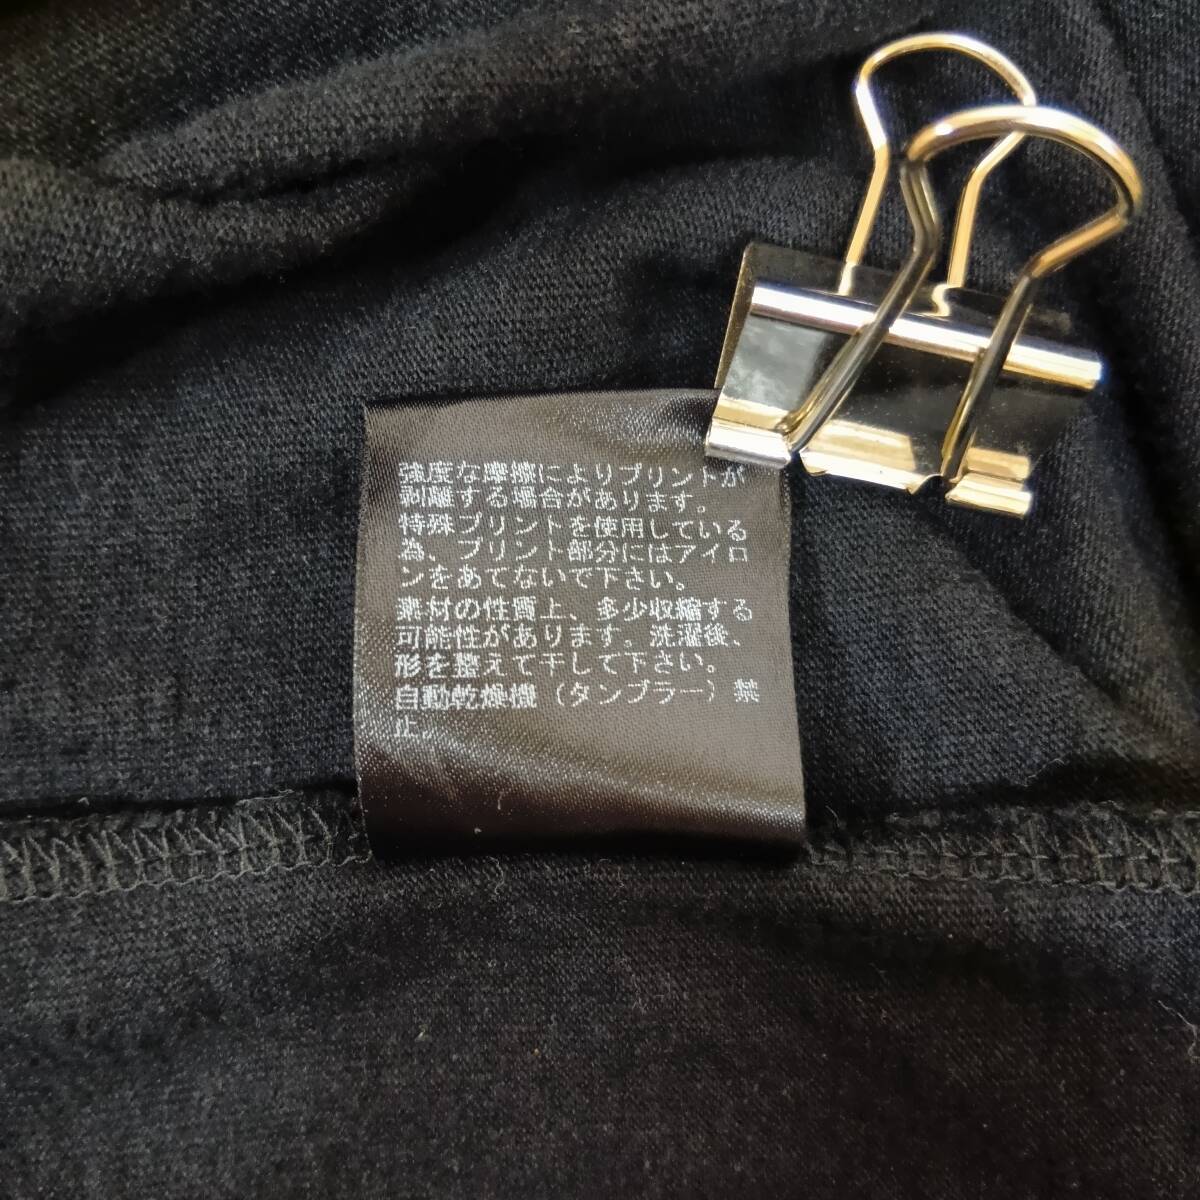 強度な摩擦によりプリントが
剥離する場合があります。
特殊プリントを使用している
為、プリント部分にはアイロ
ンをあてないで下さい。
素材の性質上、多少収縮する
可能性があります。洗濯後、
形を整えて干して下さい。
自動乾燥機（タンブラー）禁
止。